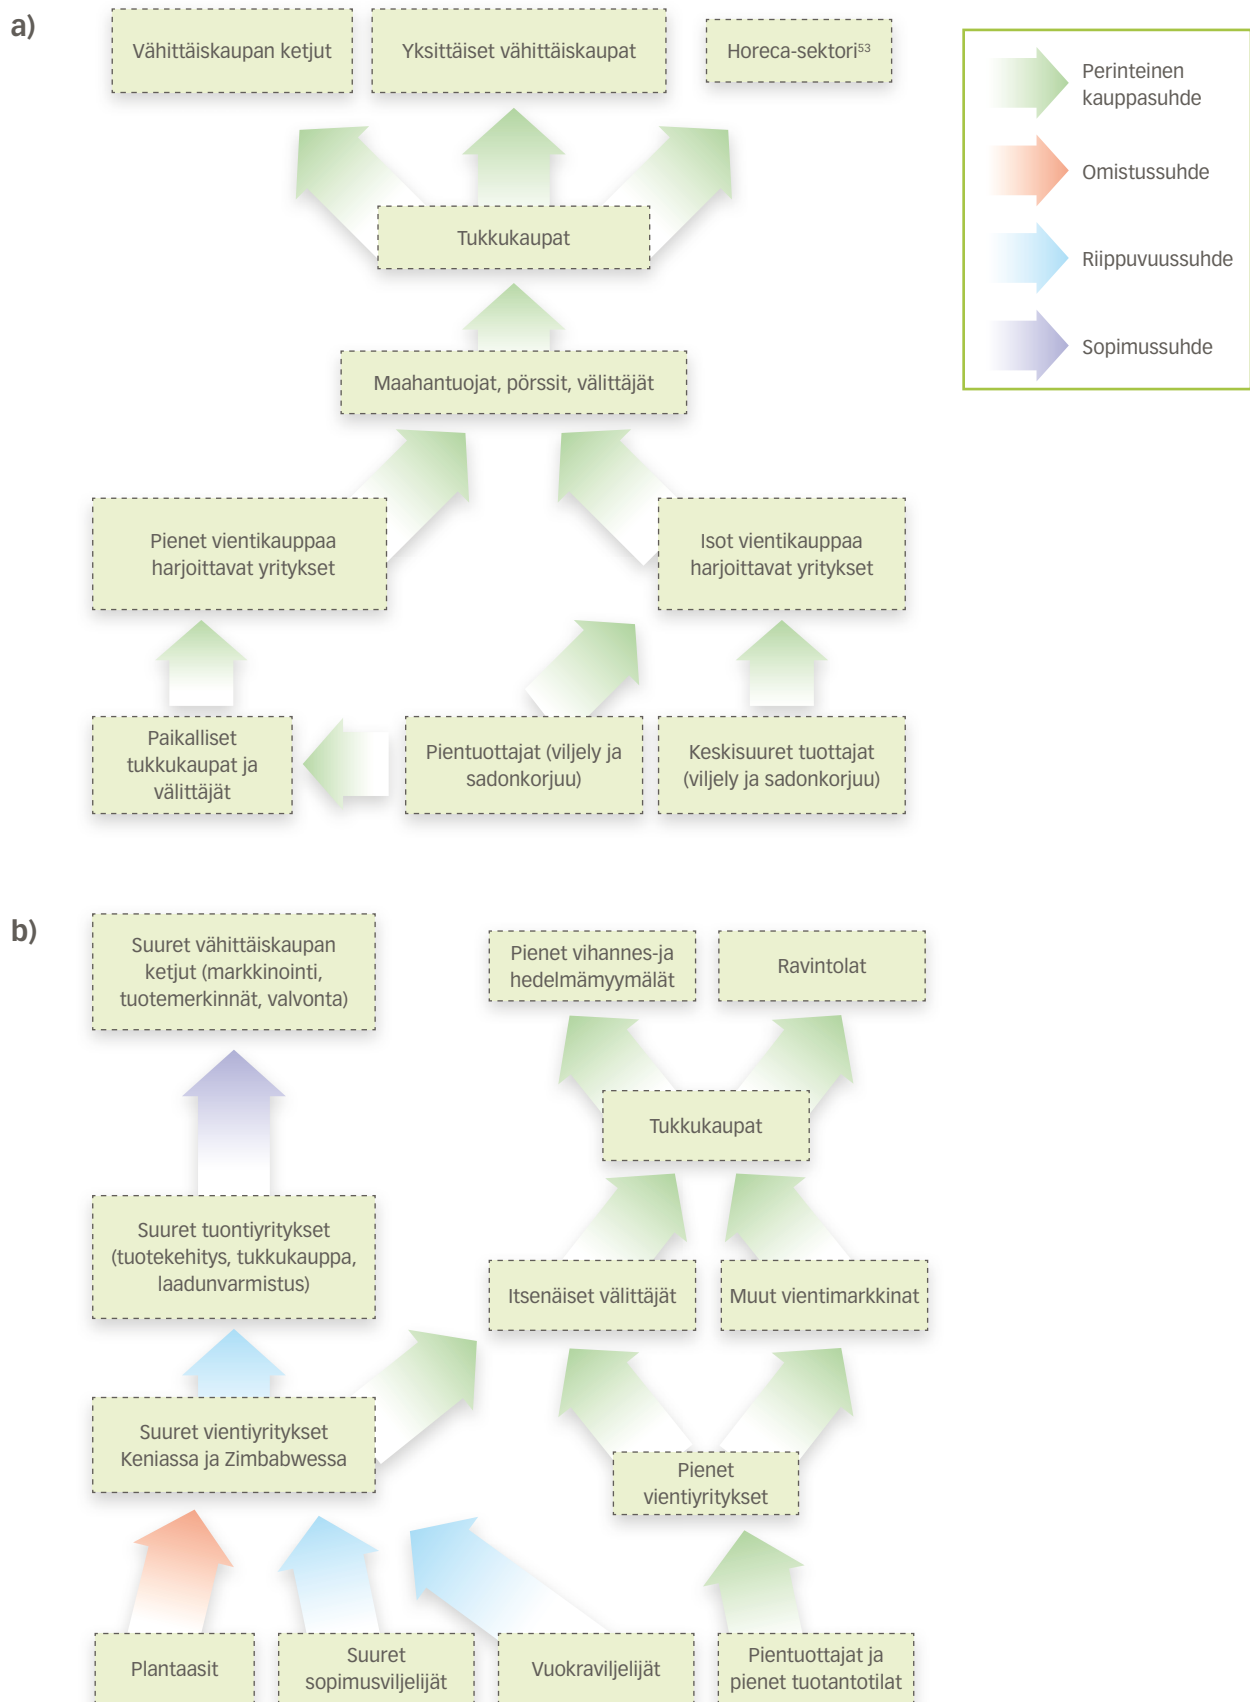 a)
Vähittäiskaupan ketjut
Yksittäiset vähittäiskaupat
Horeca-sektori⁵³
Perinteinen
kauppasuhde
Omistussuhde
Riippuvuussuhde
Sopimussuhde
Tukkukaupat
Maahantuojat, pörssit, välittäjät
Pienet vientikauppaa
harjoittavat yritykset
Isot vientikauppaa
harjoittavat yritykset
Paikalliset
tukkukaupat ja
välittäjät
Pientuottajat (viljely ja
sadonkorjuu)
Keskisuuret tuottajat
(viljely ja sadonkorjuu)
b)
Suuret vähittäiskaupan
ketjut (markkinointi,
tuotemerkinnät, valvonta)
Pienet vihannes-ja
hedelmämyymälät
Ravintolat
Tukkukaupat
Suuret tuontiyritykset
(tuotekehitys, tukkukauppa,
laadunvarmistus)
Itsenäiset välittäjät
Muut vientimarkkinat
Suuret vientiyritykset
Keniassa ja Zimbabwessa
Pienet
vientiyritykset
Plantaasit
Suuret
sopimusviljelijät
Vuokraviljelijät
Pientuottajat ja
pienet tuotantotilat